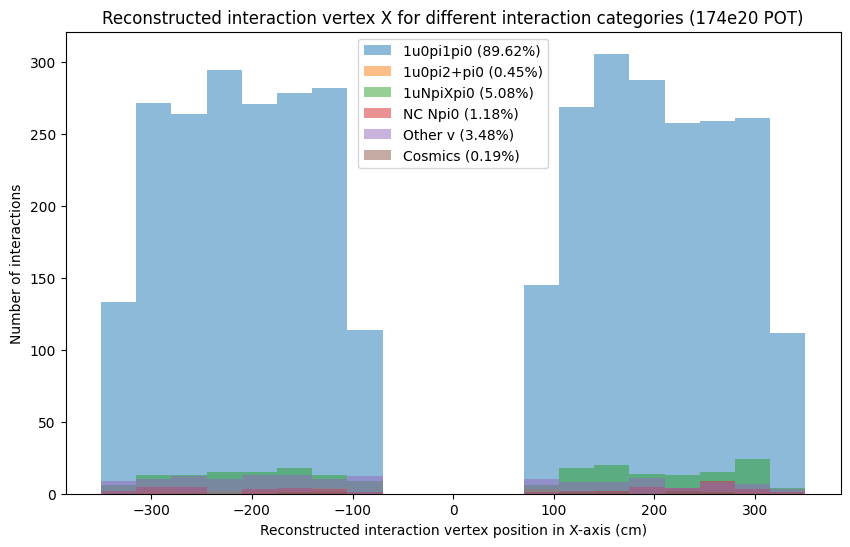 Reconstructed interaction vertex X for different interaction categories (174e20 POT)
1u0pi1pi0 (89.62%)
1u0pi2+pi0 (0.45%)
1uNpiXpi0 (5.08%)
NC Npi0 (1.18%)
Other v (3.48%)
Cosmics (0.19%)
Number of interactions
300
250
200
150
100
50
0
−300
−200
−100
0
100
200
300
Reconstructed interaction vertex position in X-axis (cm)